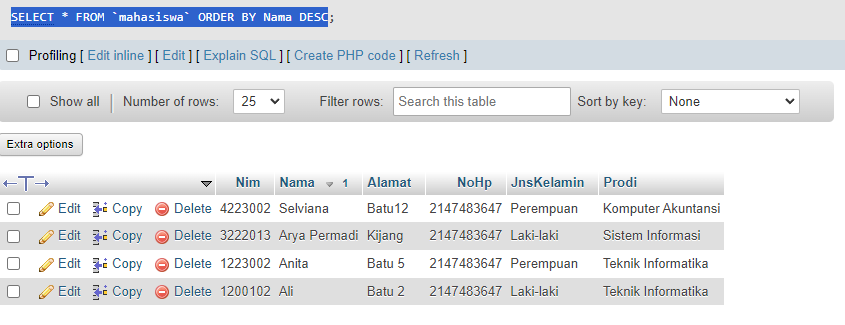 SELECT * FROM `mahasiswa` ORDER BY Nama DESC;
Profiling [ Edit inline ] [ Edit ] [ Explain SQL ] [ Create PHP code ] [ Refresh ]
Show all Number of rows: 25 Filter rows: Search this table Sort by key: None
Extra options
Nim Nama 1 Alamat NoHp JnsKelamin Prodi
Edit Copy Delete 4223002 Selviana Batu12 2147483647 Perempuan Komputer Akuntansi
Edit Copy Delete 3222013 Arya Permadi Kijang 2147483647 Laki-laki Sistem Informasi
Edit Copy Delete 1223002 Anita Batu 5 2147483647 Perempuan Teknik Informatika
Edit Copy Delete 1200102 Ali Batu 2 2147483647 Laki-laki Teknik Informatika